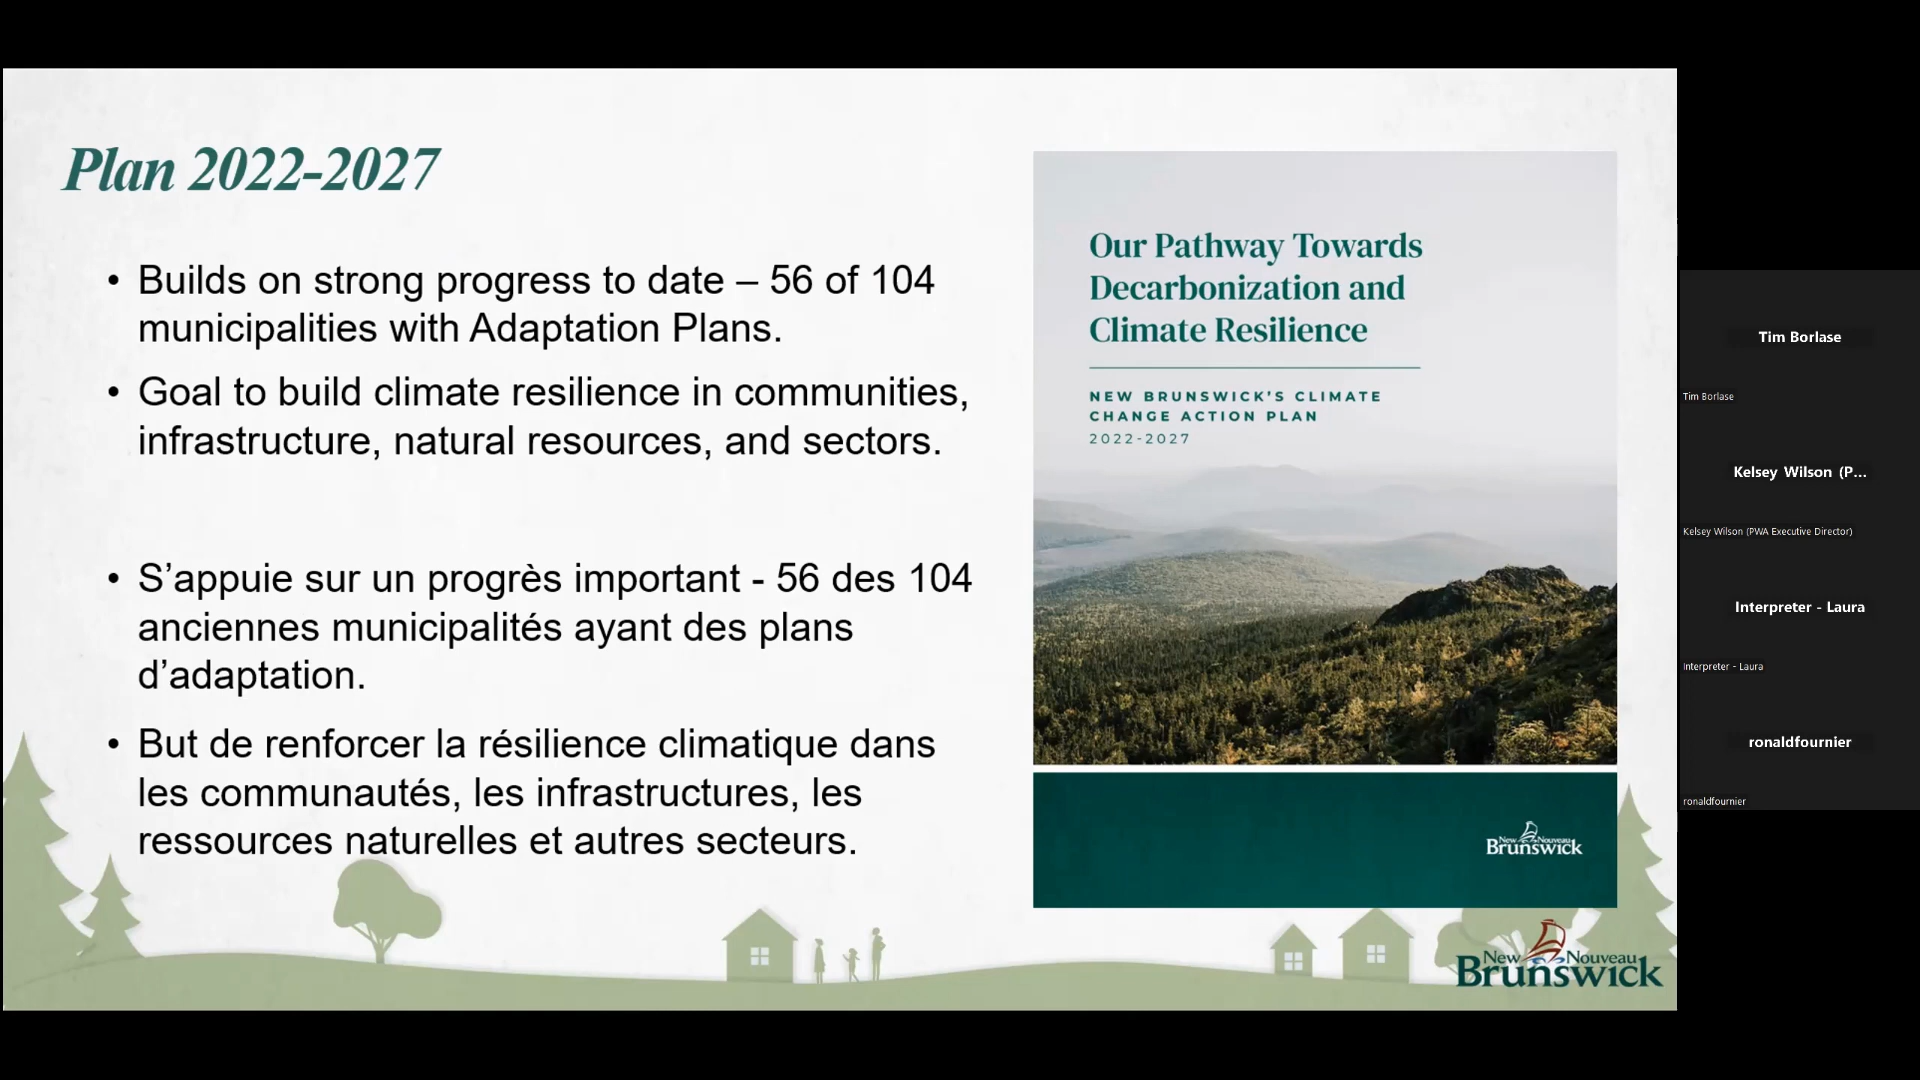 Plan 2022-2027
• Builds on strong progress to date – 56 of 104
municipalities with Adaptation Plans.
• Goal to build climate resilience in communities,
infrastructure, natural resources, and sectors.
• S’appuie sur un progrès important - 56 des 104
anciennes municipalités ayant des plans
d’adaptation.
• But de renforcer la résilience climatique dans
les communautés, les infrastructures, les
ressources naturelles et autres secteurs.
Our Pathway Towards
Decarbonization and
Climate Resilience
NEW BRUNSWICK’S CLIMATE
CHANGE ACTION PLAN
2022-2027
New Nouveau
Brunswick
New Nouveau
Brunswick
Tim Borlase
Tim Borlase
Kelsey Wilson (P...
Kelsey Wilson (PWA Executive Director)
Interpreter - Laura
Interpreter - Laura
ronaldfournier
ronaldfournier